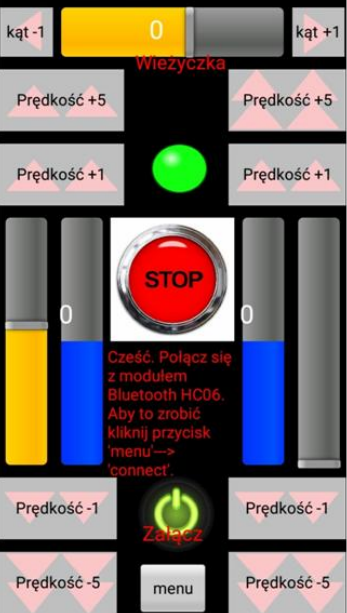 kąt -1
0
kąt +1
Wieżyczka
Prędkość +5
Prędkość +5
Prędkość +1
Prędkość +1
STOP
0
0
Cześć. Połącz się
z modułem
Bluetooth HC06.
Aby to zrobić
kliknij przycisk
'menu'--->
'connect'.
Prędkość -1
Prędkość -1
Załącz
Prędkość -5
menu
Prędkość -5